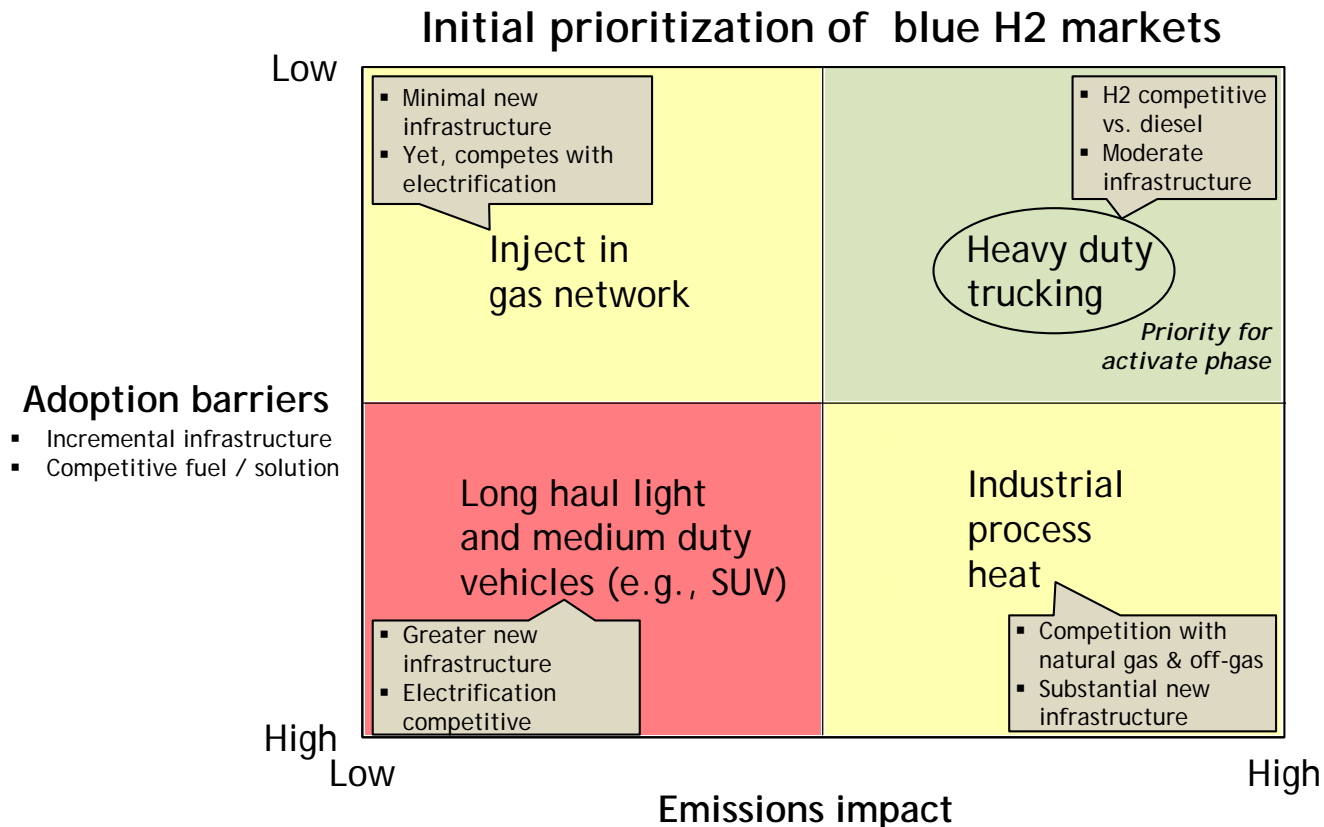 Initial prioritization of blue H2 markets
Low
▪ Minimal new
infrastructure
▪ Yet, competes with
electrification
Inject in
gas network
▪ H2 competitive
vs. diesel
▪ Moderate
infrastructure
Heavy duty
trucking
Priority for
activate phase
Adoption barriers
▪ Incremental infrastructure
▪ Competitive fuel / solution
Long haul light
and medium duty
vehicles (e.g., SUV)
▪ Greater new
infrastructure
▪ Electrification
competitive
Industrial
process
heat
▪ Competition with
natural gas & off-gas
▪ Substantial new
infrastructure
High
Low
High
Emissions impact